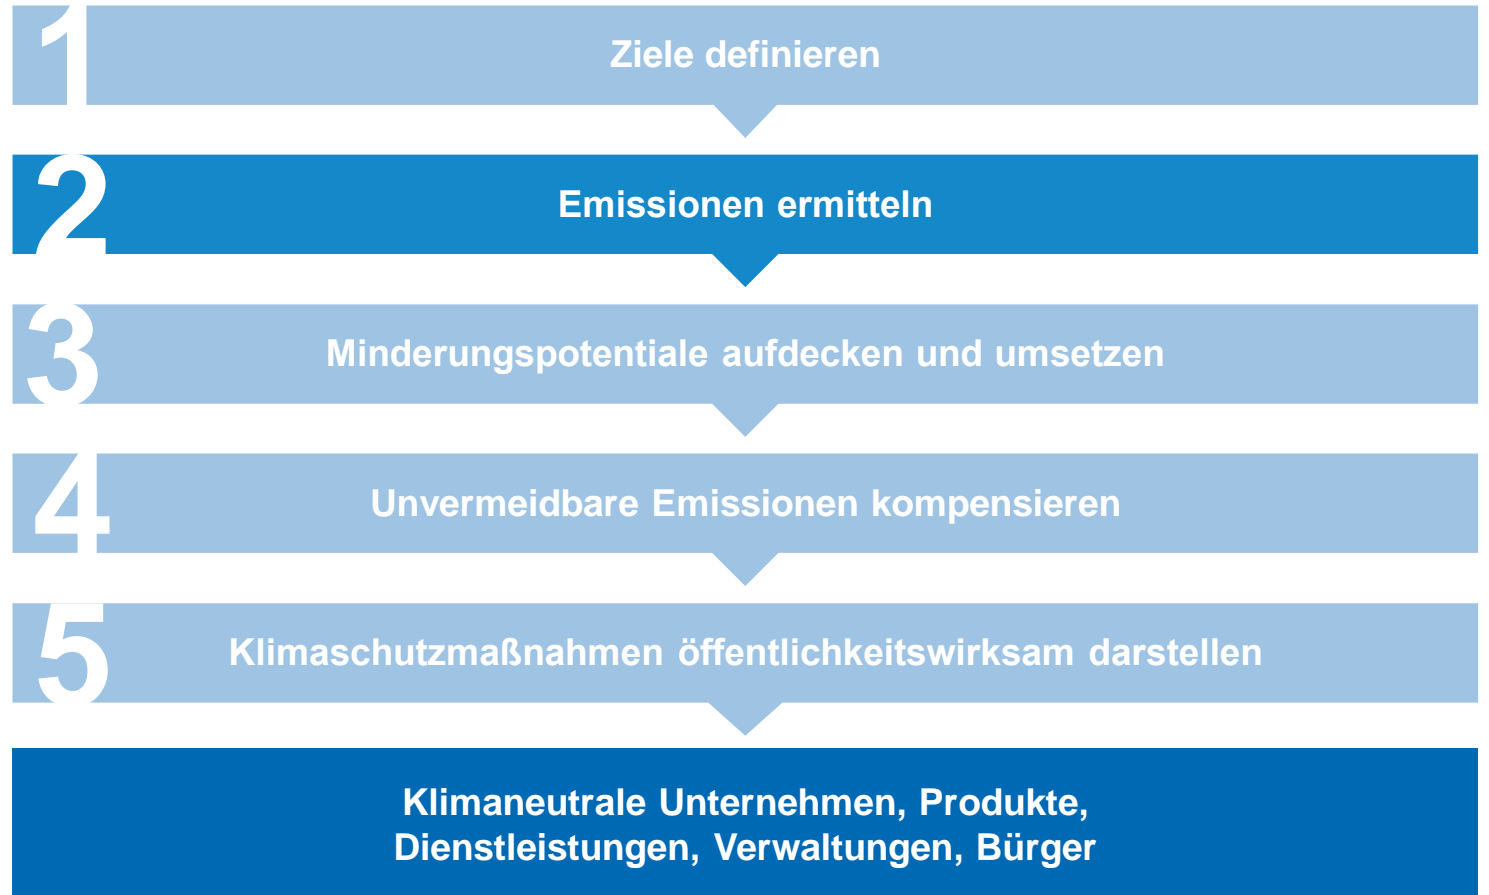 1
Ziele definieren
2
Emissionen ermitteln
3
Minderungspotentiale aufdecken und umsetzen
4
Unvermeidbare Emissionen kompensieren
5
Klimaschutzmaßnahmen öffentlichkeitswirksam darstellen
Klimaneutrale Unternehmen, Produkte,
Dienstleistungen, Verwaltungen, Bürger